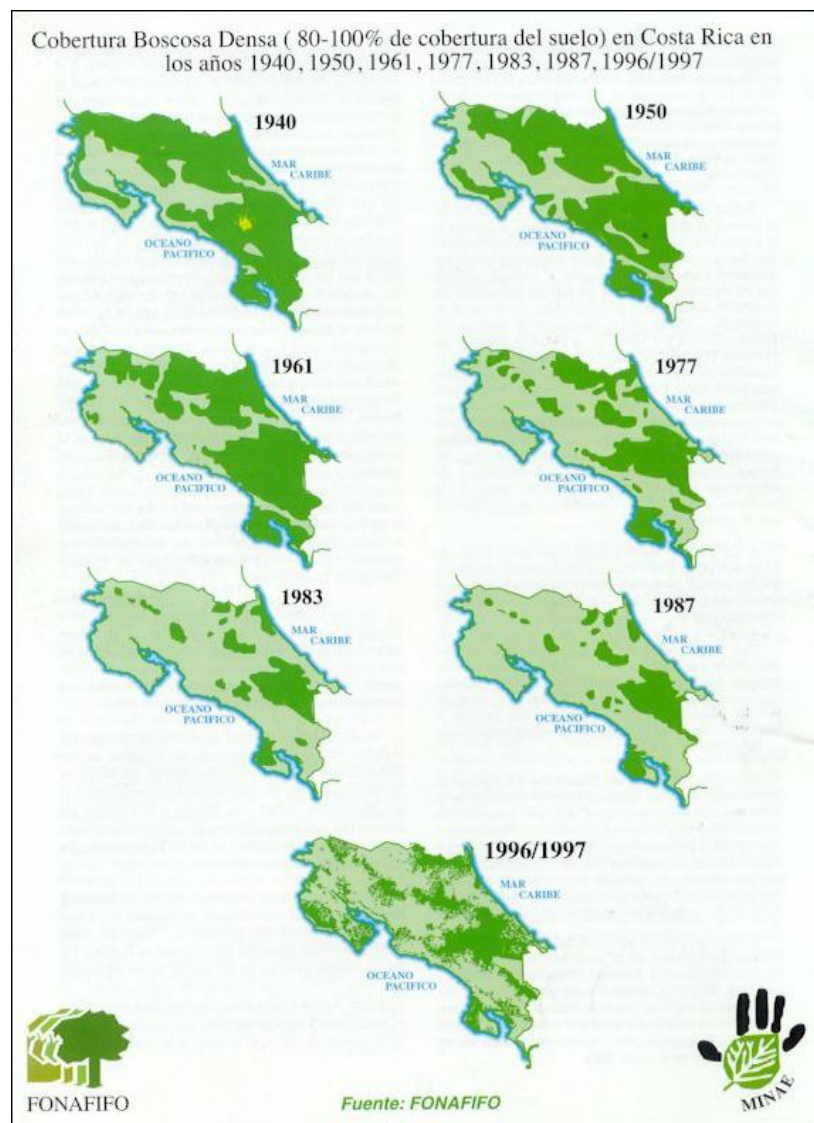 Cobertura Boscosa Densa ( 80-100% de cobertura del suelo) en Costa Rica en
los años 1940, 1950, 1961, 1977, 1983, 1987, 1996/1997
1940
MAR
CARIBE
OCEANO
PACIFICO
1950
MAR
CARIBE
OCEANO
PACIFICO
1961
MAR
CARIBE
OCEANO
PACIFICO
1977
MAR
CARIBE
OCEANO
PACIFICO
1983
MAR
CARIBE
OCEANO
PACIFICO
1987
MAR
CARIBE
OCEANO
PACIFICO
1996/1997
MAR
CARIBE
OCEANO
PACIFICO
FONAFIFO
Fuente: FONAFIFO
MINAE